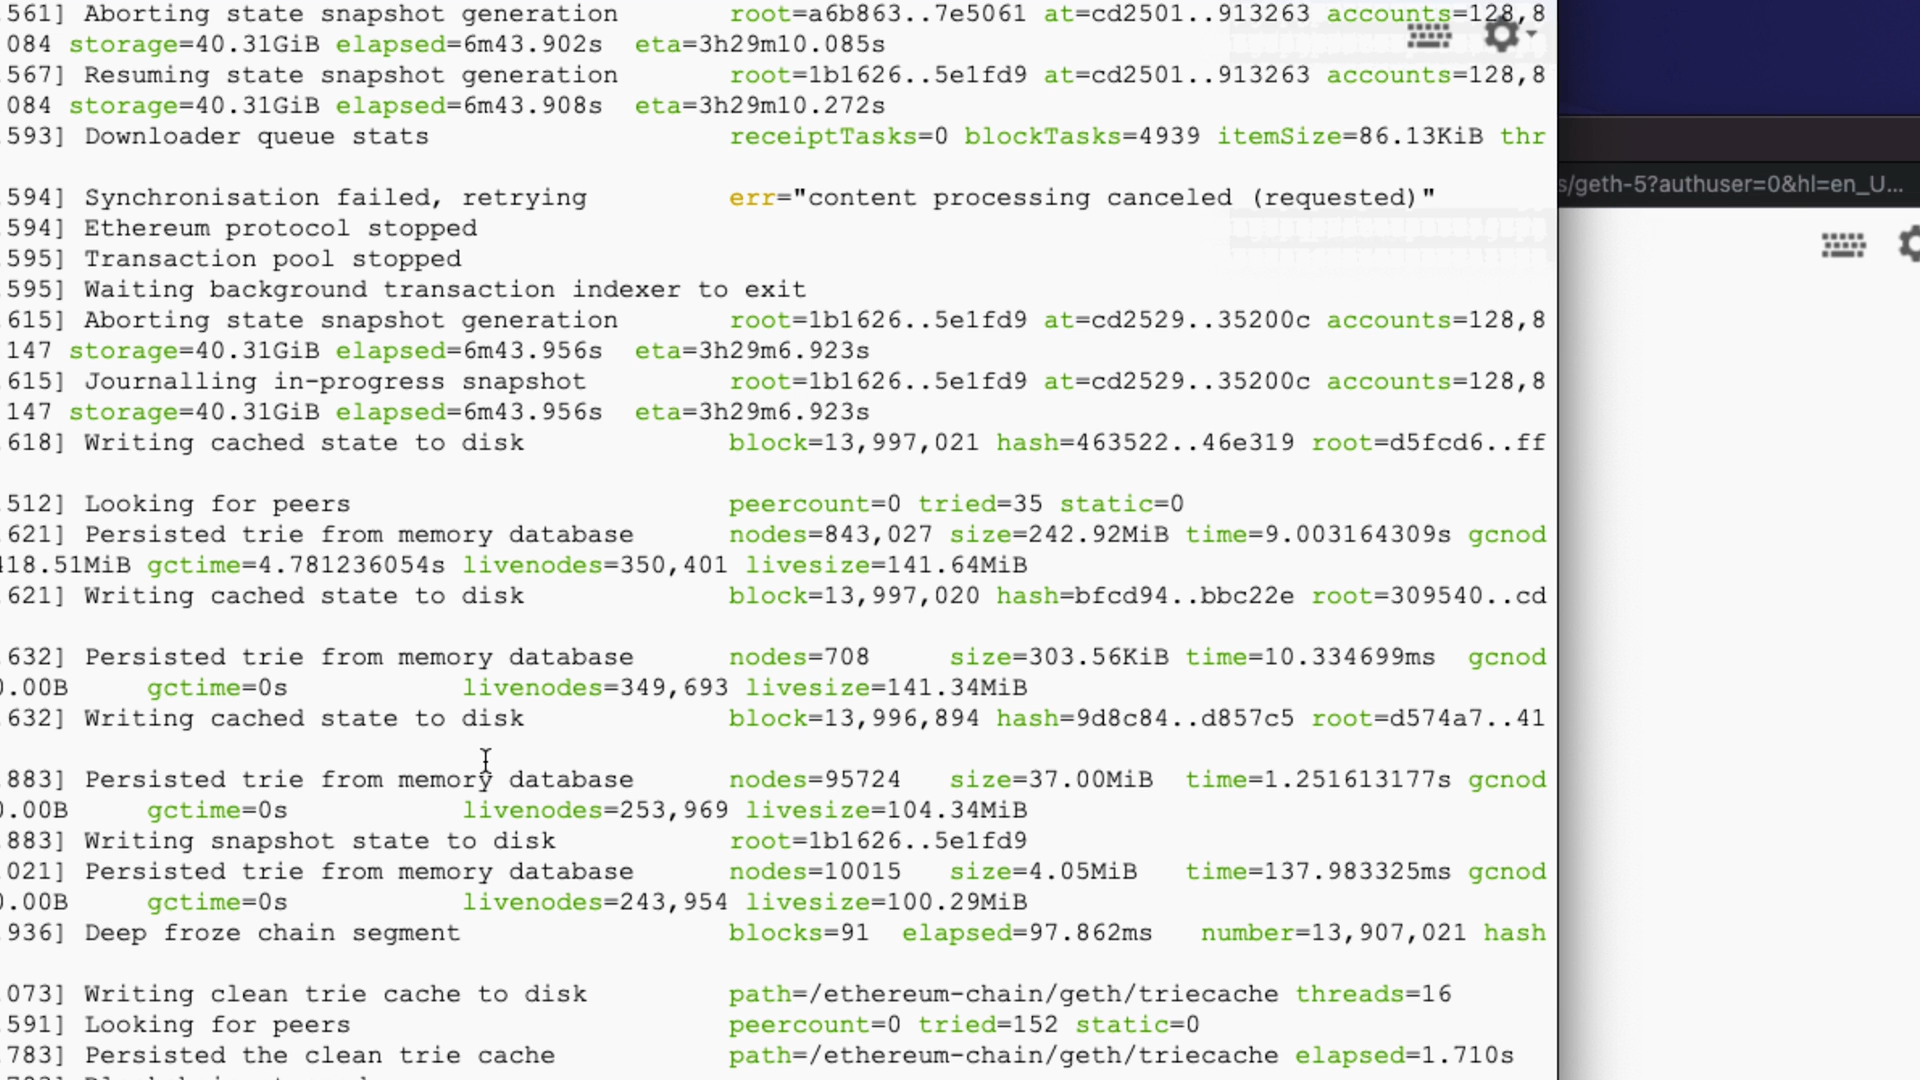 561] Aborting state snapshot generation root=a6b863..7e5061 at=cd2501..913263 accounts=128,8
084 storage=40.31GiB elapsed=6m43.902s eta=3h29m10.085s
567] Resuming state snapshot generation root=1b1626..5e1fd9 at=cd2501..913263 accounts=128,8
084 storage=40.31GiB elapsed=6m43.908s eta=3h29m10.272s
593] Downloader queue stats receiptTasks=0 blockTasks=4939 itemSize=86.13KiB thr
s/geth-5?authuser=0&hl=en_U...
594] Synchronisation failed, retrying err="content processing canceled (requested)"
594] Ethereum protocol stopped
595] Transaction pool stopped
595] Waiting background transaction indexer to exit
615] Aborting state snapshot generation root=1b1626..5e1fd9 at=cd2529..35200c accounts=128,8
147 storage=40.31GiB elapsed=6m43.956s eta=3h29m6.923s
615] Journalling in-progress snapshot root=1b1626..5e1fd9 at=cd2529..35200c accounts=128,8
147 storage=40.31GiB elapsed=6m43.956s eta=3h29m6.923s
618] Writing cached state to disk block=13,997,021 hash=463522..46e319 root=d5fcd6..ff
512] Looking for peers peercount=0 tried=35 static=0
621] Persisted trie from memory database nodes=843,027 size=242.92MiB time=9.003164309s gcnod
418.51MiB gctime=4.781236054s livenodes=350,401 livesize=141.64MiB
621] Writing cached state to disk block=13,997,020 hash=bfcd94..bbc22e root=309540..cd
632] Persisted trie from memory database nodes=708 size=303.56KiB time=10.334699ms gcnod
0.00B gctime=0s livenodes=349,693 livesize=141.34MiB
632] Writing cached state to disk block=13,996,894 hash=9d8c84..d857c5 root=d574a7..41
883] Persisted trie from memory database nodes=95724 size=37.00MiB time=1.251613177s gcnod
0.00B gctime=0s livenodes=253,969 livesize=104.34MiB
883] Writing snapshot state to disk root=1b1626..5e1fd9
021] Persisted trie from memory database nodes=10015 size=4.05MiB time=137.983325ms gcnod
0.00B gctime=0s livenodes=243,954 livesize=100.29MiB
936] Deep froze chain segment blocks=91 elapsed=97.862ms number=13,907,021 hash
073] Writing clean trie cache to disk path=/ethereum-chain/geth/triecache threads=16
591] Looking for peers peercount=0 tried=152 static=0
783] Persisted the clean trie cache path=/ethereum-chain/geth/triecache elapsed=1.710s